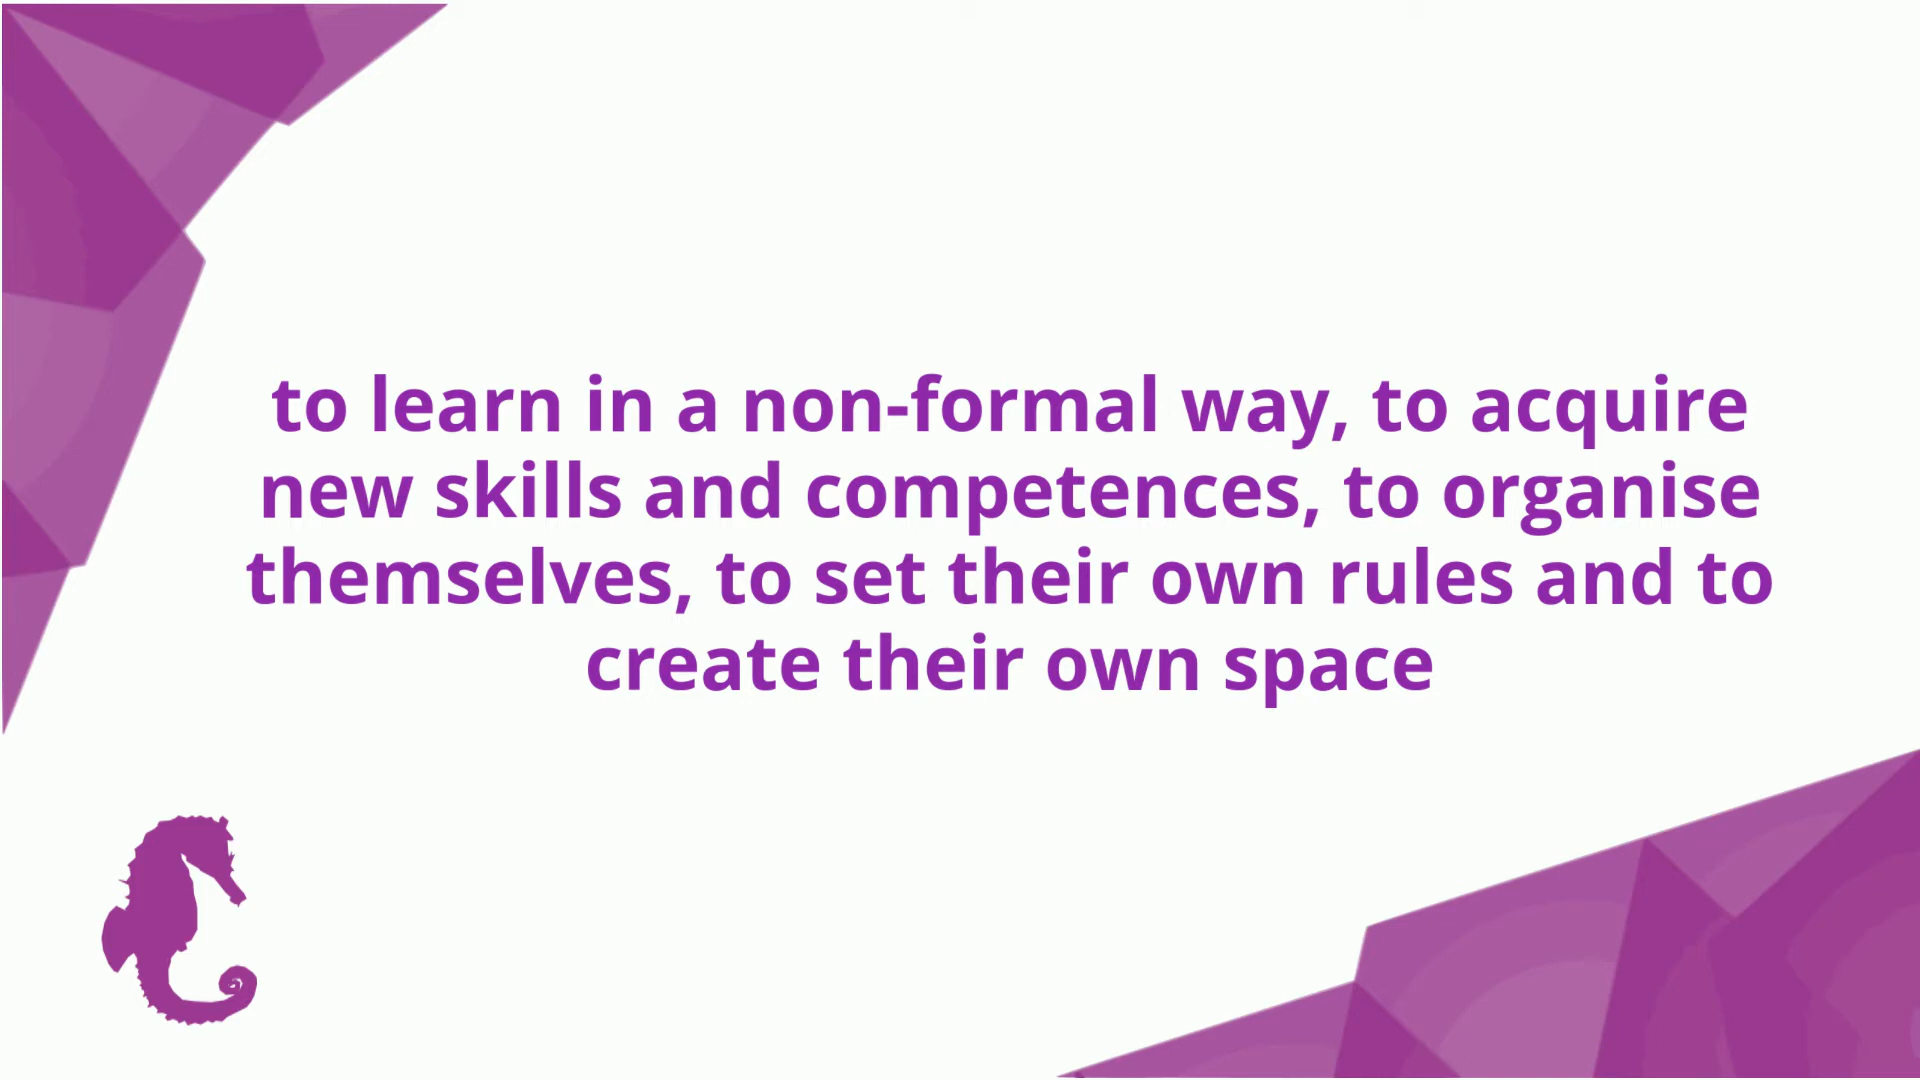 to learn in a non-formal way, to acquire
new skills and competences, to organise
themselves, to set their own rules and to
create their own space